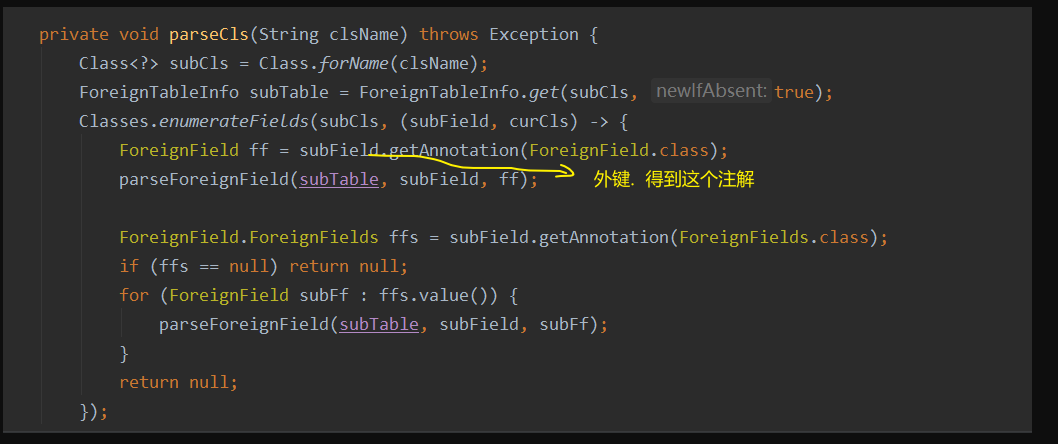 private void parseCls(String clsName) throws Exception {
Class<?> subCls = Class.forName(clsName);
ForeignTableInfo subTable = ForeignTableInfo.get(subCls, newIfAbsent: true);
Classes.enumerateFields(subCls, (subField, curCls) -> {
ForeignField ff = subField.getAnnotation(ForeignField.class);
parseForeignField(subTable, subField, ff); 外键. 得到这个注解
ForeignField.ForeignFields ffs = subField.getAnnotation(ForeignFields.class);
if (ffs == null) return null;
for (ForeignField subFf : ffs.value()) {
parseForeignField(subTable, subField, subFf);
}
return null;
});